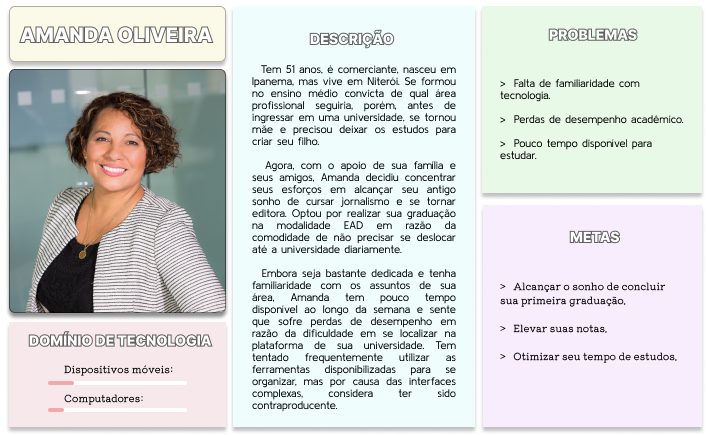 AMANDA OLIVEIRA
DOMÍNIO DE TECNOLOGIA
Dispositivos móveis:
Computadores:
DESCRIÇÃO
Tem 51 anos, é comerciante, nasceu em
Ipanema, mas vive em Niterói. Se formou
no ensino médio convicta de qual área
profissional seguiria, porém, antes de
ingressar em uma universidade, se tornou
mãe e precisou deixar os estudos para
criar seu filho.
Agora, com o apoio de sua família e
seus amigos, Amanda decidiu concentrar
seus esforços em alcançar seu antigo
sonho de cursar jornalismo e se tornar
editora. Optou por realizar sua graduação
na modalidade EAD em razão da
comodidade de não precisar se deslocar
até a universidade diariamente.
Embora seja bastante dedicada e tenha
familiaridade com os assuntos de sua
área, Amanda tem pouco tempo
disponível ao longo da semana e sente
que sofre perdas de desempenho em
razão da dificuldade em se localizar na
plataforma de sua universidade. Tem
tentado frequentemente utilizar as
ferramentas disponibilizadas para se
organizar, mas por causa das interfaces
complexas, considera ter sido
contraproducente.
PROBLEMAS
> Falta de familiaridade com
tecnologia.
> Perdas de desempenho acadêmico.
> Pouco tempo disponível para
estudar.
METAS
> Alcançar o sonho de concluir
sua primeira graduação,
> Elevar suas notas,
> Otimizar seu tempo de estudos,